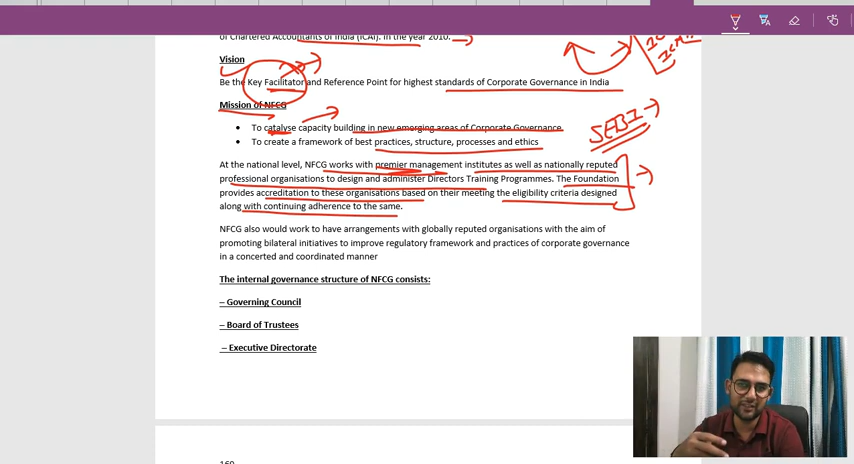 of Chartered Accountants of India (ICAI). In the year 2010.
Vision
Be the Key Facilitator and Reference Point for highest standards of Corporate Governance in India
Mission of NFCG
• To catalyse capacity building in new emerging areas of Corporate Governance
SEBI
• To create a framework of best practices, structure, processes and ethics
At the national level, NFCG works with premier management institutes as well as nationally reputed
professional organisations to design and administer Directors Training Programmes. The Foundation
provides accreditation to these organisations based on their meeting the eligibility criteria designed
along with continuing adherence to the same.
NFCG also would work to have arrangements with globally reputed organisations with the aim of
promoting bilateral initiatives to improve regulatory framework and practices of corporate governance
in a concerted and coordinated manner
The internal governance structure of NFCG consists:
– Governing Council
– Board of Trustees
– Executive Directorate